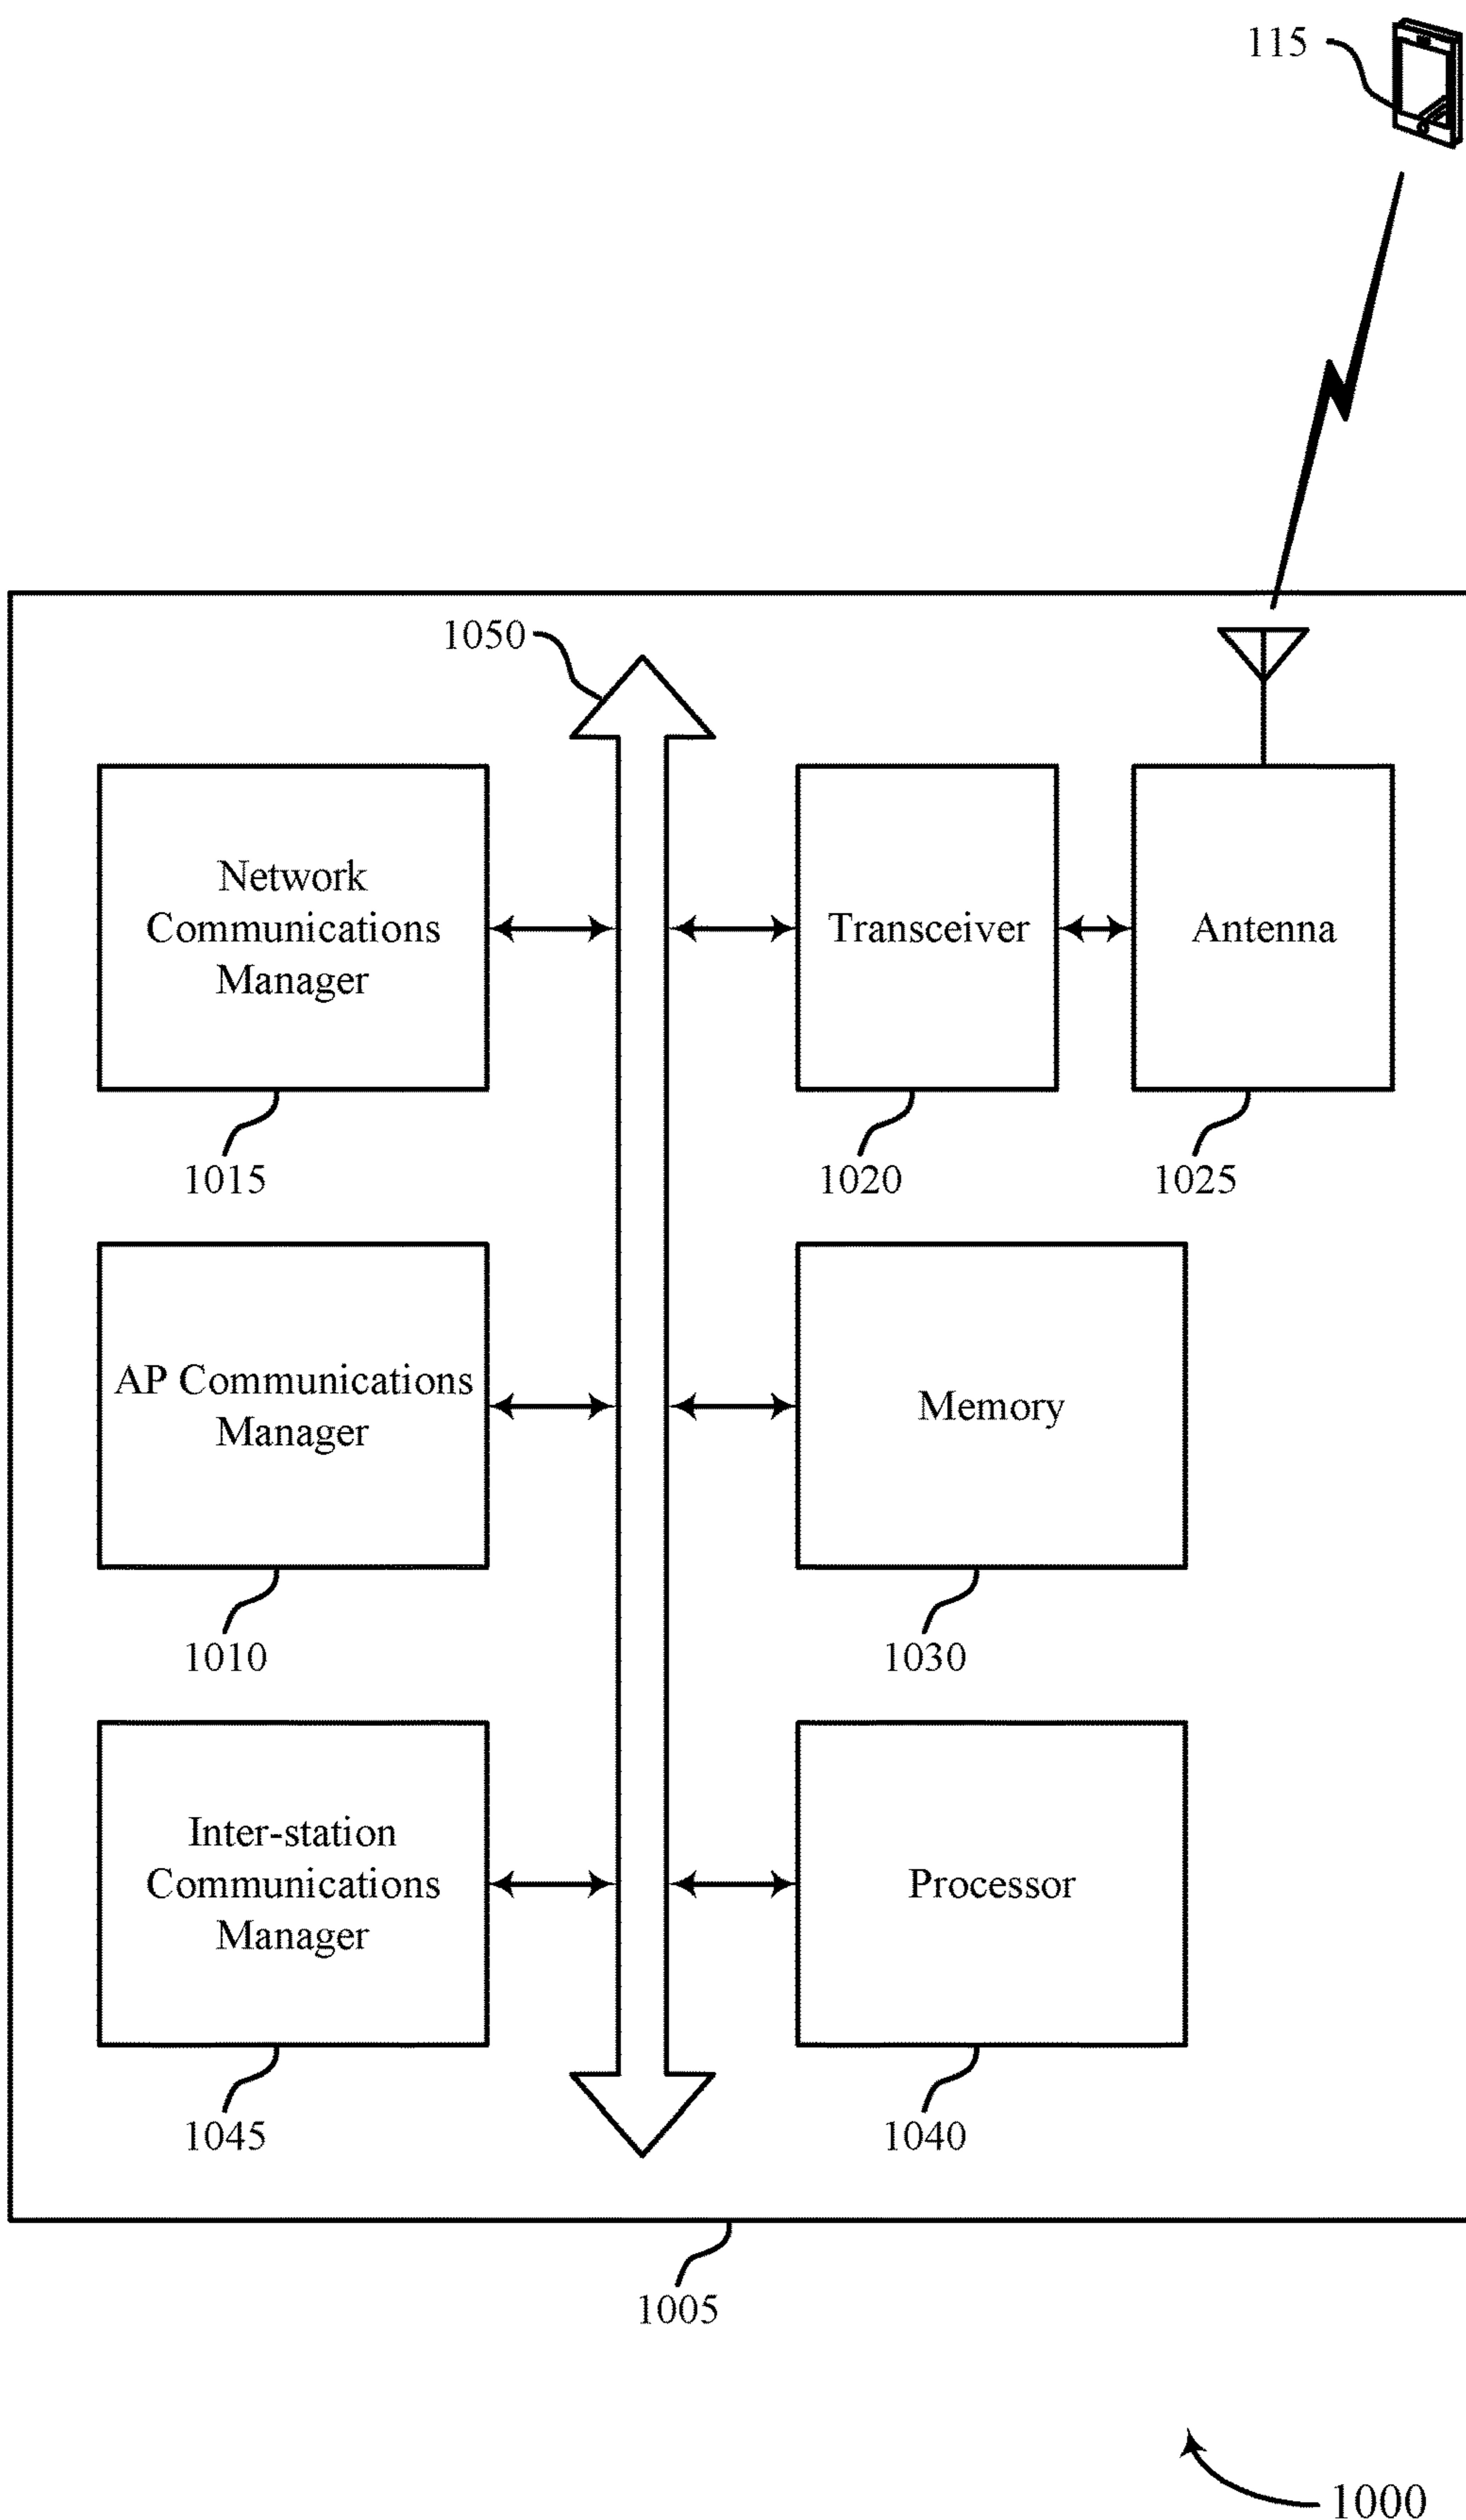 115
1050
Network
Communications
Manager
Transceiver
Antenna
1015
1020
1025
AP Communications
Manager
Memory
1010
1030
Inter-station
Communications
Manager
Processor
1045
1040
1005
1000